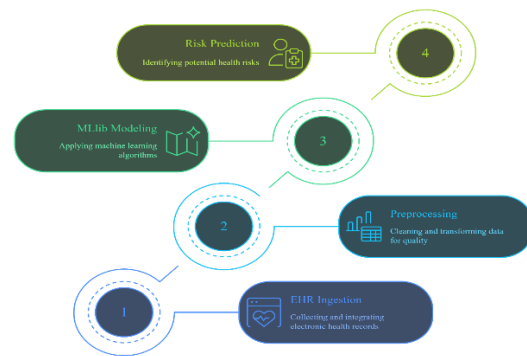 Risk Prediction
Identifying potential health risks
4
MLlib Modeling
Applying machine learning
algorithms
3
2
Preprocessing
Cleaning and transforming data
for quality
1
EHR Ingestion
Collecting and integrating
electronic health records